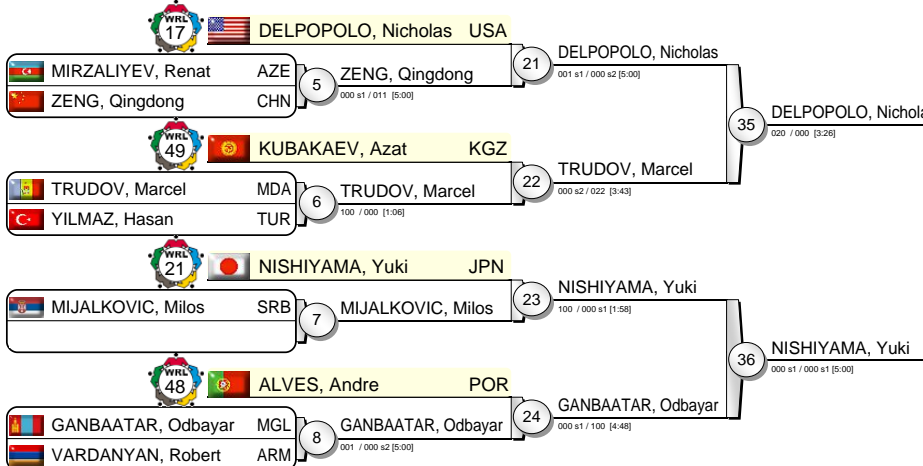 WRL
17 DELPOPOLO, Nicholas USA
MIRZALIYEV, Renat AZE
ZENG, Qingdong CHN
5 ZENG, Qingdong
000 s1 / 011 [5:00]
21 DELPOPOLO, Nicholas
001 s1 / 000 s2 [5:00]
WRL
49 KUBAKAEV, Azat KGZ
TRUDOV, Marcel MDA
YILMAZ, Hasan TUR
6 TRUDOV, Marcel
100 / 000 [1:06]
22 TRUDOV, Marcel
000 s2 / 022 [3:43]
35 DELPOPOLO, Nichola
020 / 000 [3:26]
WRL
21 NISHIYAMA, Yuki JPN
MIJALKOVIC, Milos SRB
7 MIJALKOVIC, Milos
23 NISHIYAMA, Yuki
100 / 000 s1 [1:58]
WRL
48 ALVES, Andre POR
GANBAATAR, Odbayar MGL
VARDANYAN, Robert ARM
8 GANBAATAR, Odbayar
001 / 000 s2 [5:00]
24 GANBAATAR, Odbayar
000 s1 / 100 [4:48]
36 NISHIYAMA, Yuki
000 s1 / 000 s1 [5:00]